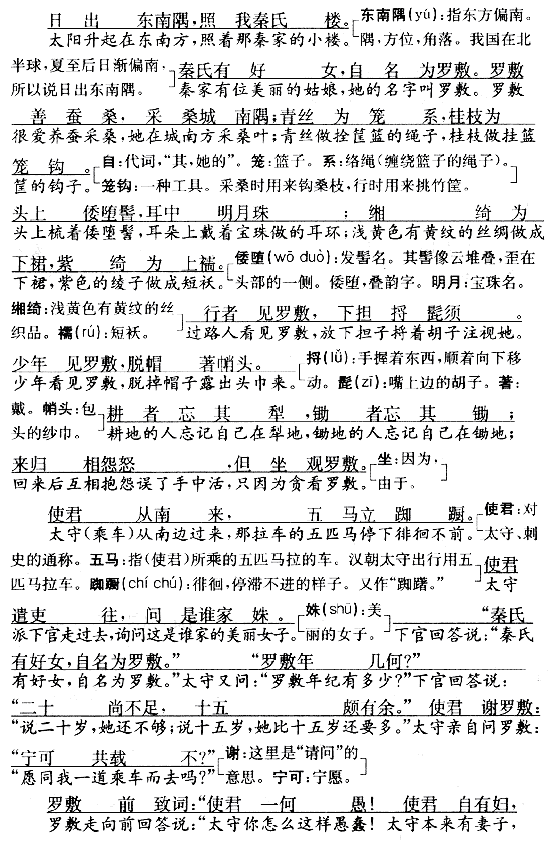 日出东南隅，照我秦氏楼。 东南隅(yú)：指东方偏南。
太阳升起在东南方，照着那秦家的小楼。 隅，方位，角落。我国在北
半球，夏至后日渐偏南， 秦氏有好女，自名为罗敷。罗敷
所以说日出东南隅。 秦家有位美丽的姑娘，她的名字叫罗敷。罗敷
善蚕桑，采桑城南隅；青丝为笼系，桂枝为
很爱养蚕采桑，她在城南方采桑叶；青丝做拴筐篮的绳子，桂枝做挂篮
笼钩。 自：代词，“其，她的”。笼：篮子。系：络绳（缠绕篮子的绳子）。
筐的钩子。 笼钩：一种工具。采桑时用来钩桑枝，行时用来挑竹筐。
头上倭堕髻，耳中明月珠；缃绮为
头上梳着倭堕髻，耳朵上戴着宝珠做的耳环；浅黄色有黄纹的丝绸做成
下裙，紫绮为上襦。 倭堕(wō duò)：发髻名。其髻像云堆叠，歪在
下裙，紫色的绫子做成短袄。 头部的一侧。倭堕，叠韵字。明月：宝珠名。
缃绮：浅黄色有黄纹的丝 行者见罗敷，下担捋髭须。
织品。襦(rú)：短袄。 过路人看见罗敷，放下担子捋着胡子注视她。
少年见罗敷，脱帽著帩头。 捋(lǚ)：手握着东西，顺着向下移
少年看见罗敷，脱掉帽子露出头巾来。 动。髭(zī)：嘴上边的胡子。著：
戴。帩头：包 耕者忘其犁，锄者忘其锄；
头的纱巾。 耕地的人忘记自己在犁地，锄地的人忘记自己在锄地；
来归相怨怒，但坐观罗敷。 坐：因为，
回来后互相抱怨误了手中活，只因为贪看罗敷。 由于。
使君从南来，五马立踟蹰。 使君：对
太守（乘车）从南边过来，那拉车的五匹马停下徘徊不前。 太守、刺
史的通称。五马：指（使君）所乘的五匹马拉的车。汉朝太守出行用五 使君
匹马拉车。踟蹰(chí chú)：徘徊，停滞不进的样子。又作“踟躇。” 太守
遣吏往，问是谁家姝。 姝(shū)：美 “秦氏
派下官走过去，询问这是谁家的美丽女子。 丽的女子。 下官回答说：“秦氏
有好女，自名为罗敷。” “罗敷年几何？”
有好女，自名为罗敷。”太守又问：“罗敷年纪有多少？”下官回答说：
“二十尚不足，十五颇有余。” 使君谢罗敷：
“说二十岁，她还不够；说十五岁，她比十五岁还要多。”太守亲自问罗敷：
“宁可共载不？” 谢：这里是“请问”的
“愿同我一道乘车而去吗？” 意思。宁可：宁愿。
罗敷前致词：“使君一何愚！使君自有妇，
罗敷走向前回答说：“太守你怎么这样愚蠢！太守本来有妻子，